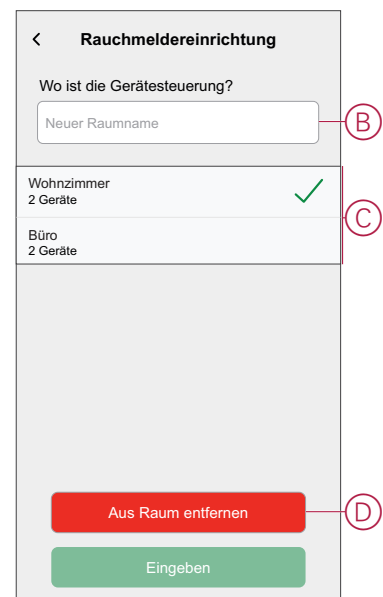 Rauchmeldereinrichtung
Wo ist die Gerätesteuerung?
Neuer Raumname
B
Wohnzimmer
2 Geräte
C
Büro
2 Geräte
Aus Raum entfernen
D
Eingeben